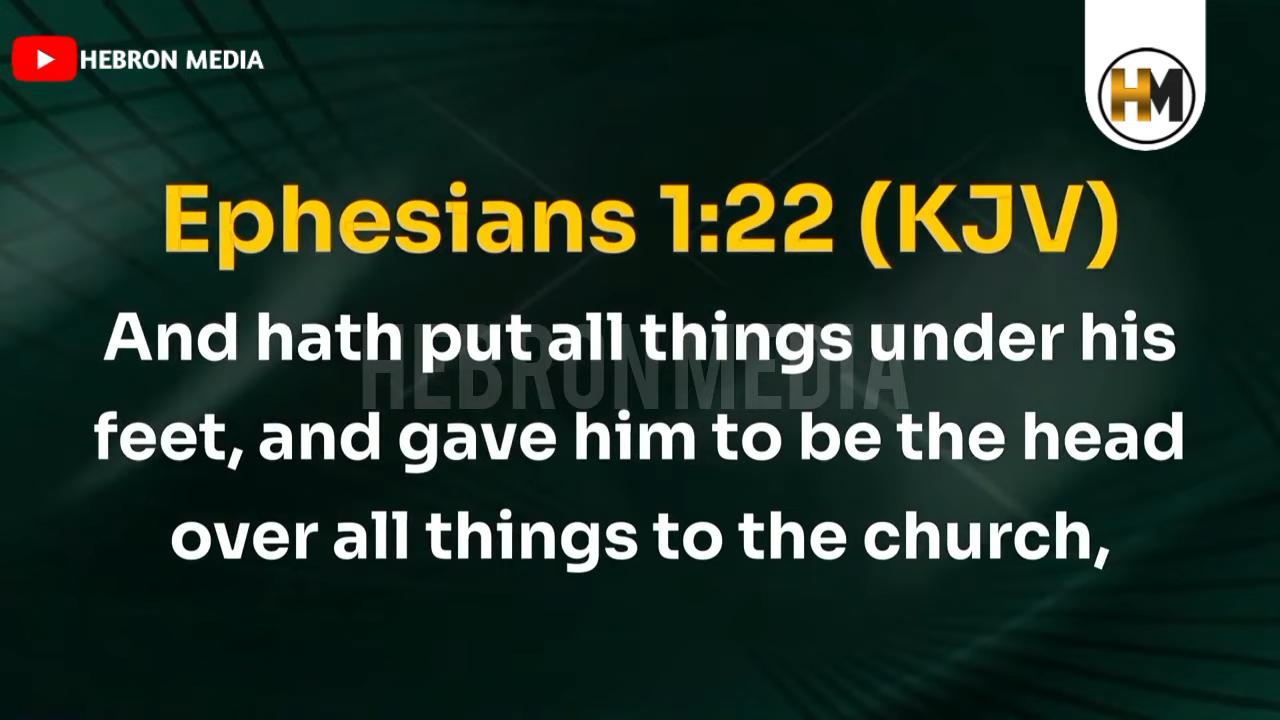 HEBRON MEDIA
HM
Ephesians 1:22 (KJV)
And hath put all things under his
HEBRON MEDIA
feet, and gave him to be the head
over all things to the church,